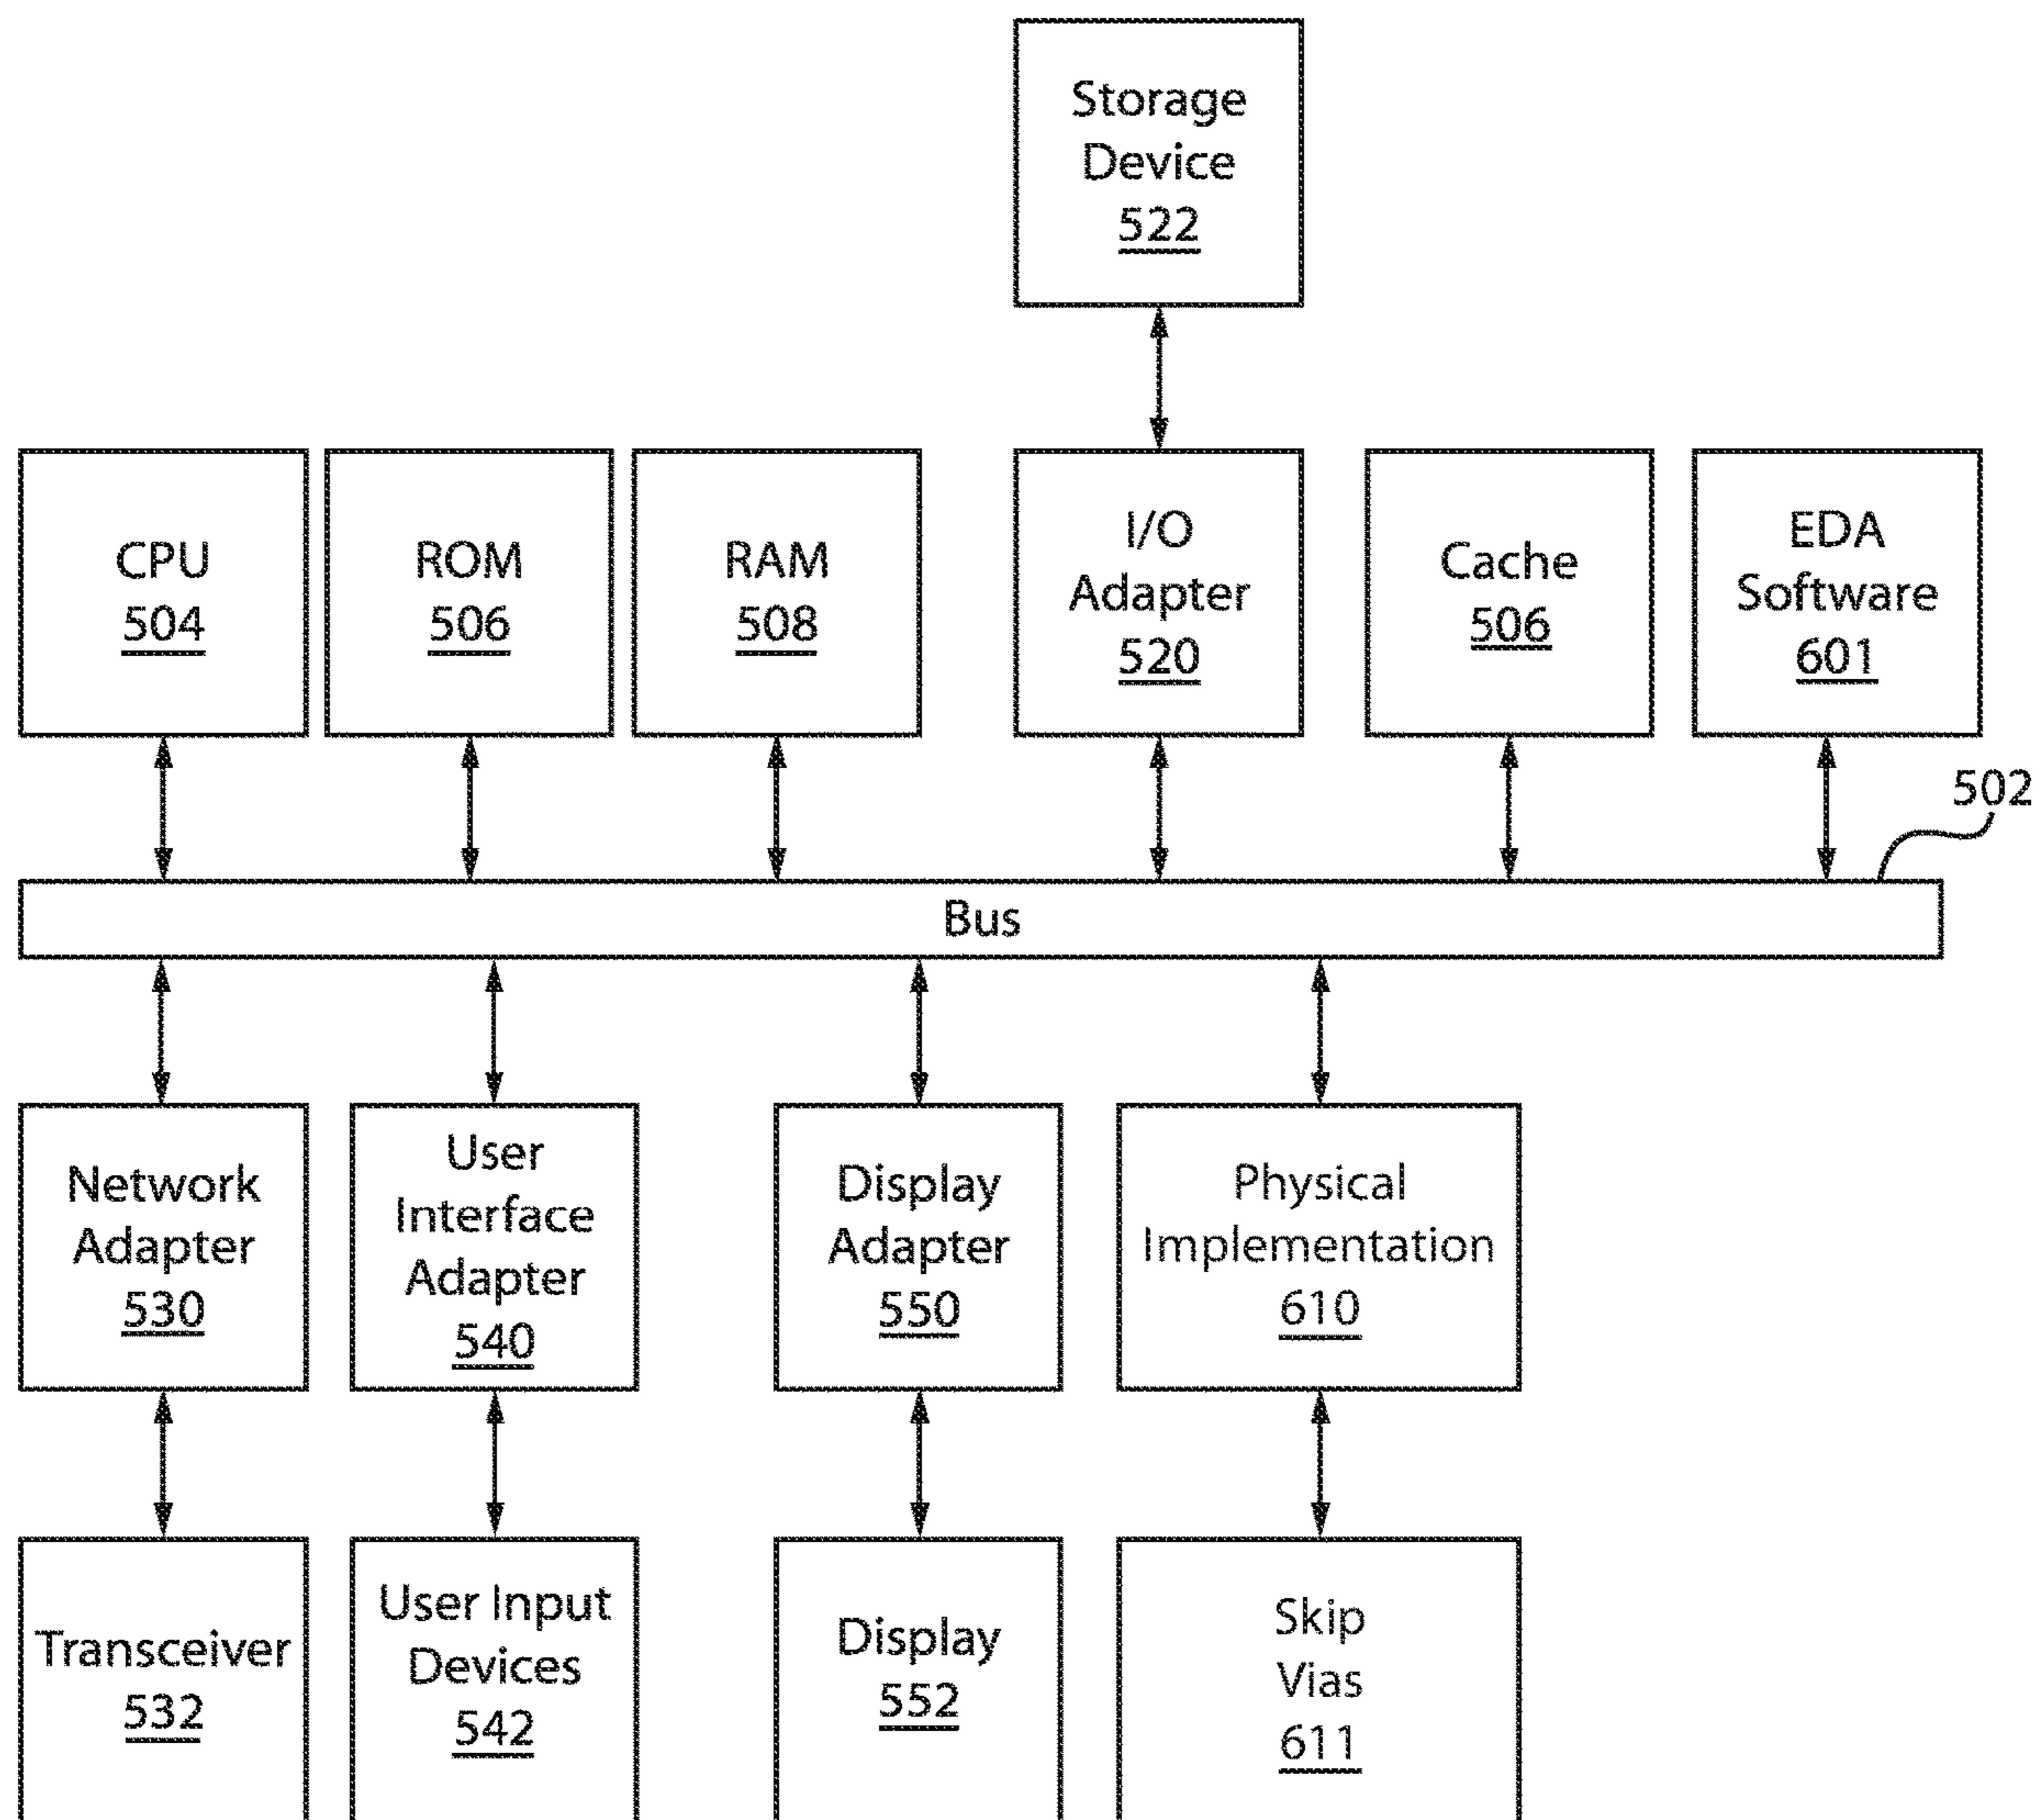 Storage
Device
522
CPU
504
ROM
506
RAM
508
I/O
Adapter
520
Cache
506
EDA
Software
601
502
Bus
Network
Adapter
530
User
Interface
Adapter
540
Display
Adapter
550
Physical
Implementation
610
Transceiver
532
User Input
Devices
542
Display
552
Skip
Vias
611